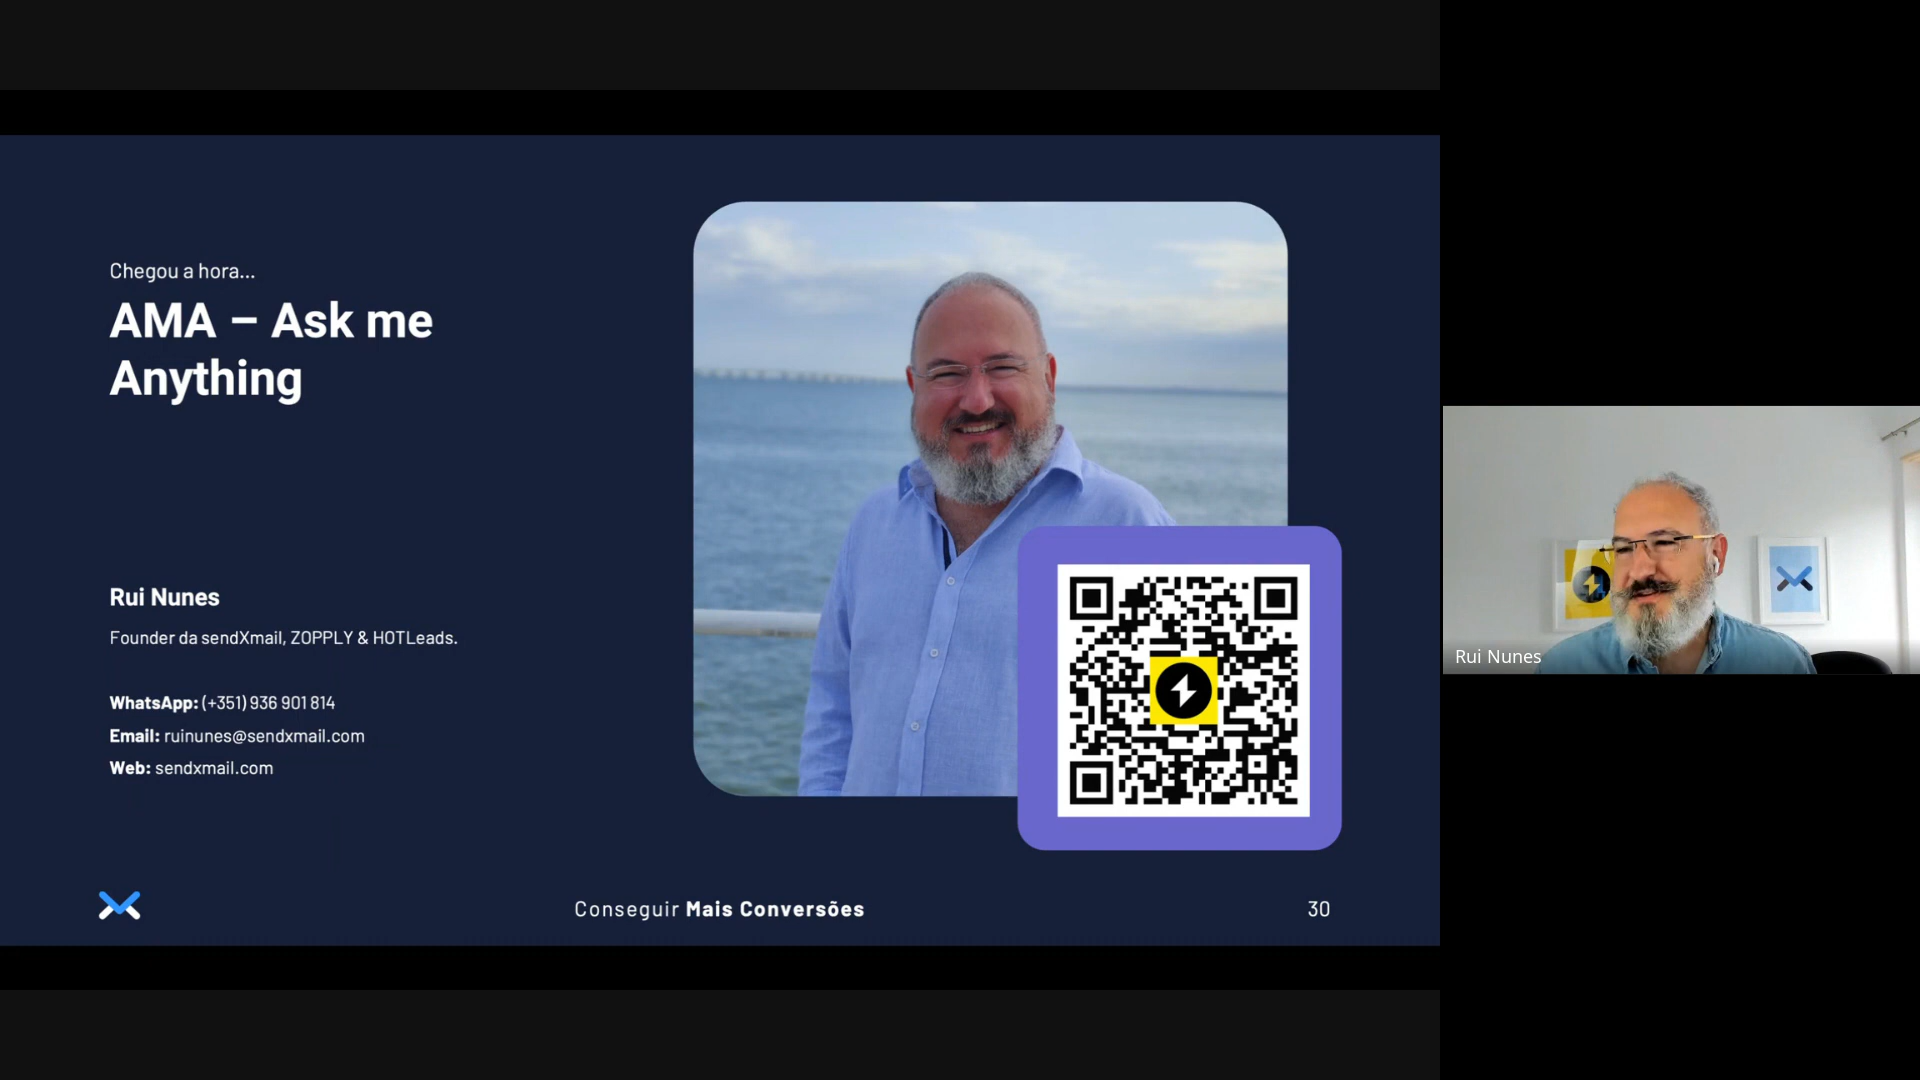 Chegou a hora...
AMA – Ask me
Anything
Rui Nunes
Founder da sendXmail, ZOPPLY & HOTLeads.
WhatsApp: (+351) 936 901 814
Email: ruinunes@sendxmail.com
Web: sendxmail.com
Conseguir Mais Conversões
30
Rui Nunes